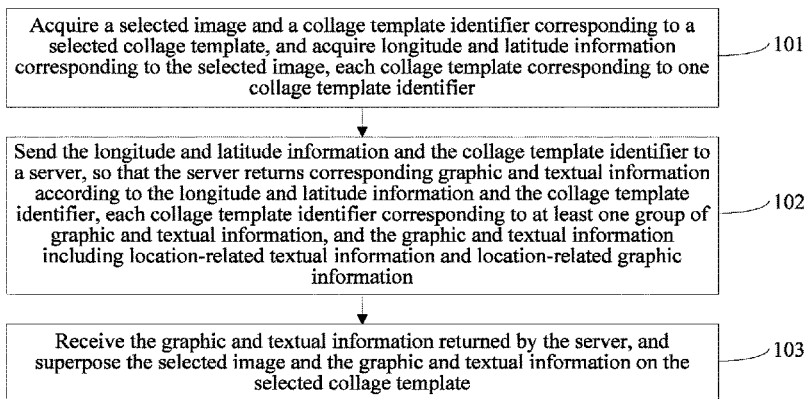 Acquire a selected image and a collage template identifier corresponding to a
selected collage template, and acquire longitude and latitude information
corresponding to the selected image, each collage template corresponding to one
collage template identifier
101
Send the longitude and latitude information and the collage template identifier to
a server, so that the server returns corresponding graphic and textual information
according to the longitude and latitude information and the collage template
identifier, each collage template identifier corresponding to at least one group of
graphic and textual information, and the graphic and textual information
including location-related textual information and location-related graphic
information
102
Receive the graphic and textual information returned by the server, and
superpose the selected image and the graphic and textual information on the
selected collage template
103